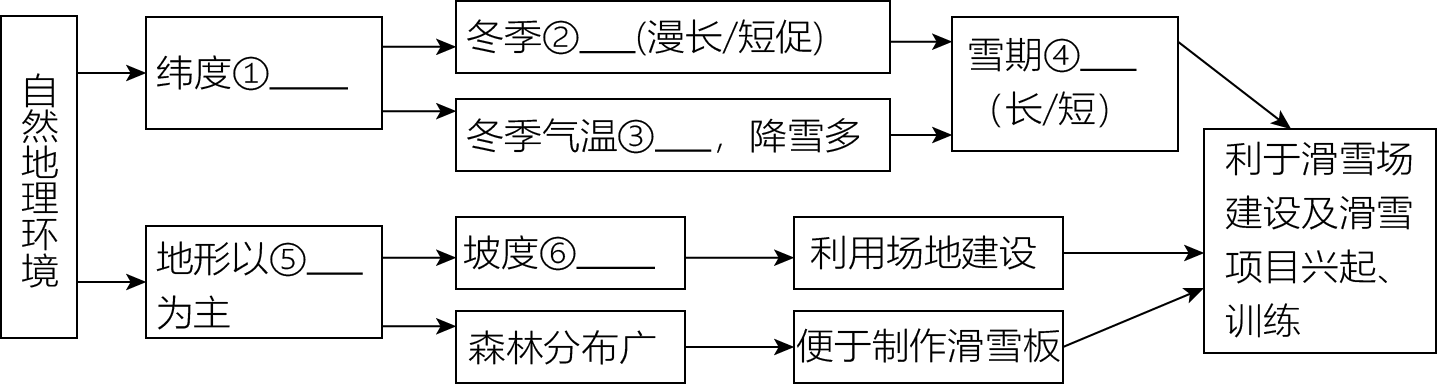 自然地理环境
纬度①____
冬季②___(漫长/短促)
冬季气温③___，降雪多
雪期④___
（长/短）
地形以⑤___
为主
坡度⑥____
利用场地建设
森林分布广
便于制作滑雪板
利于滑雪场
建设及滑雪
项目兴起、
训练